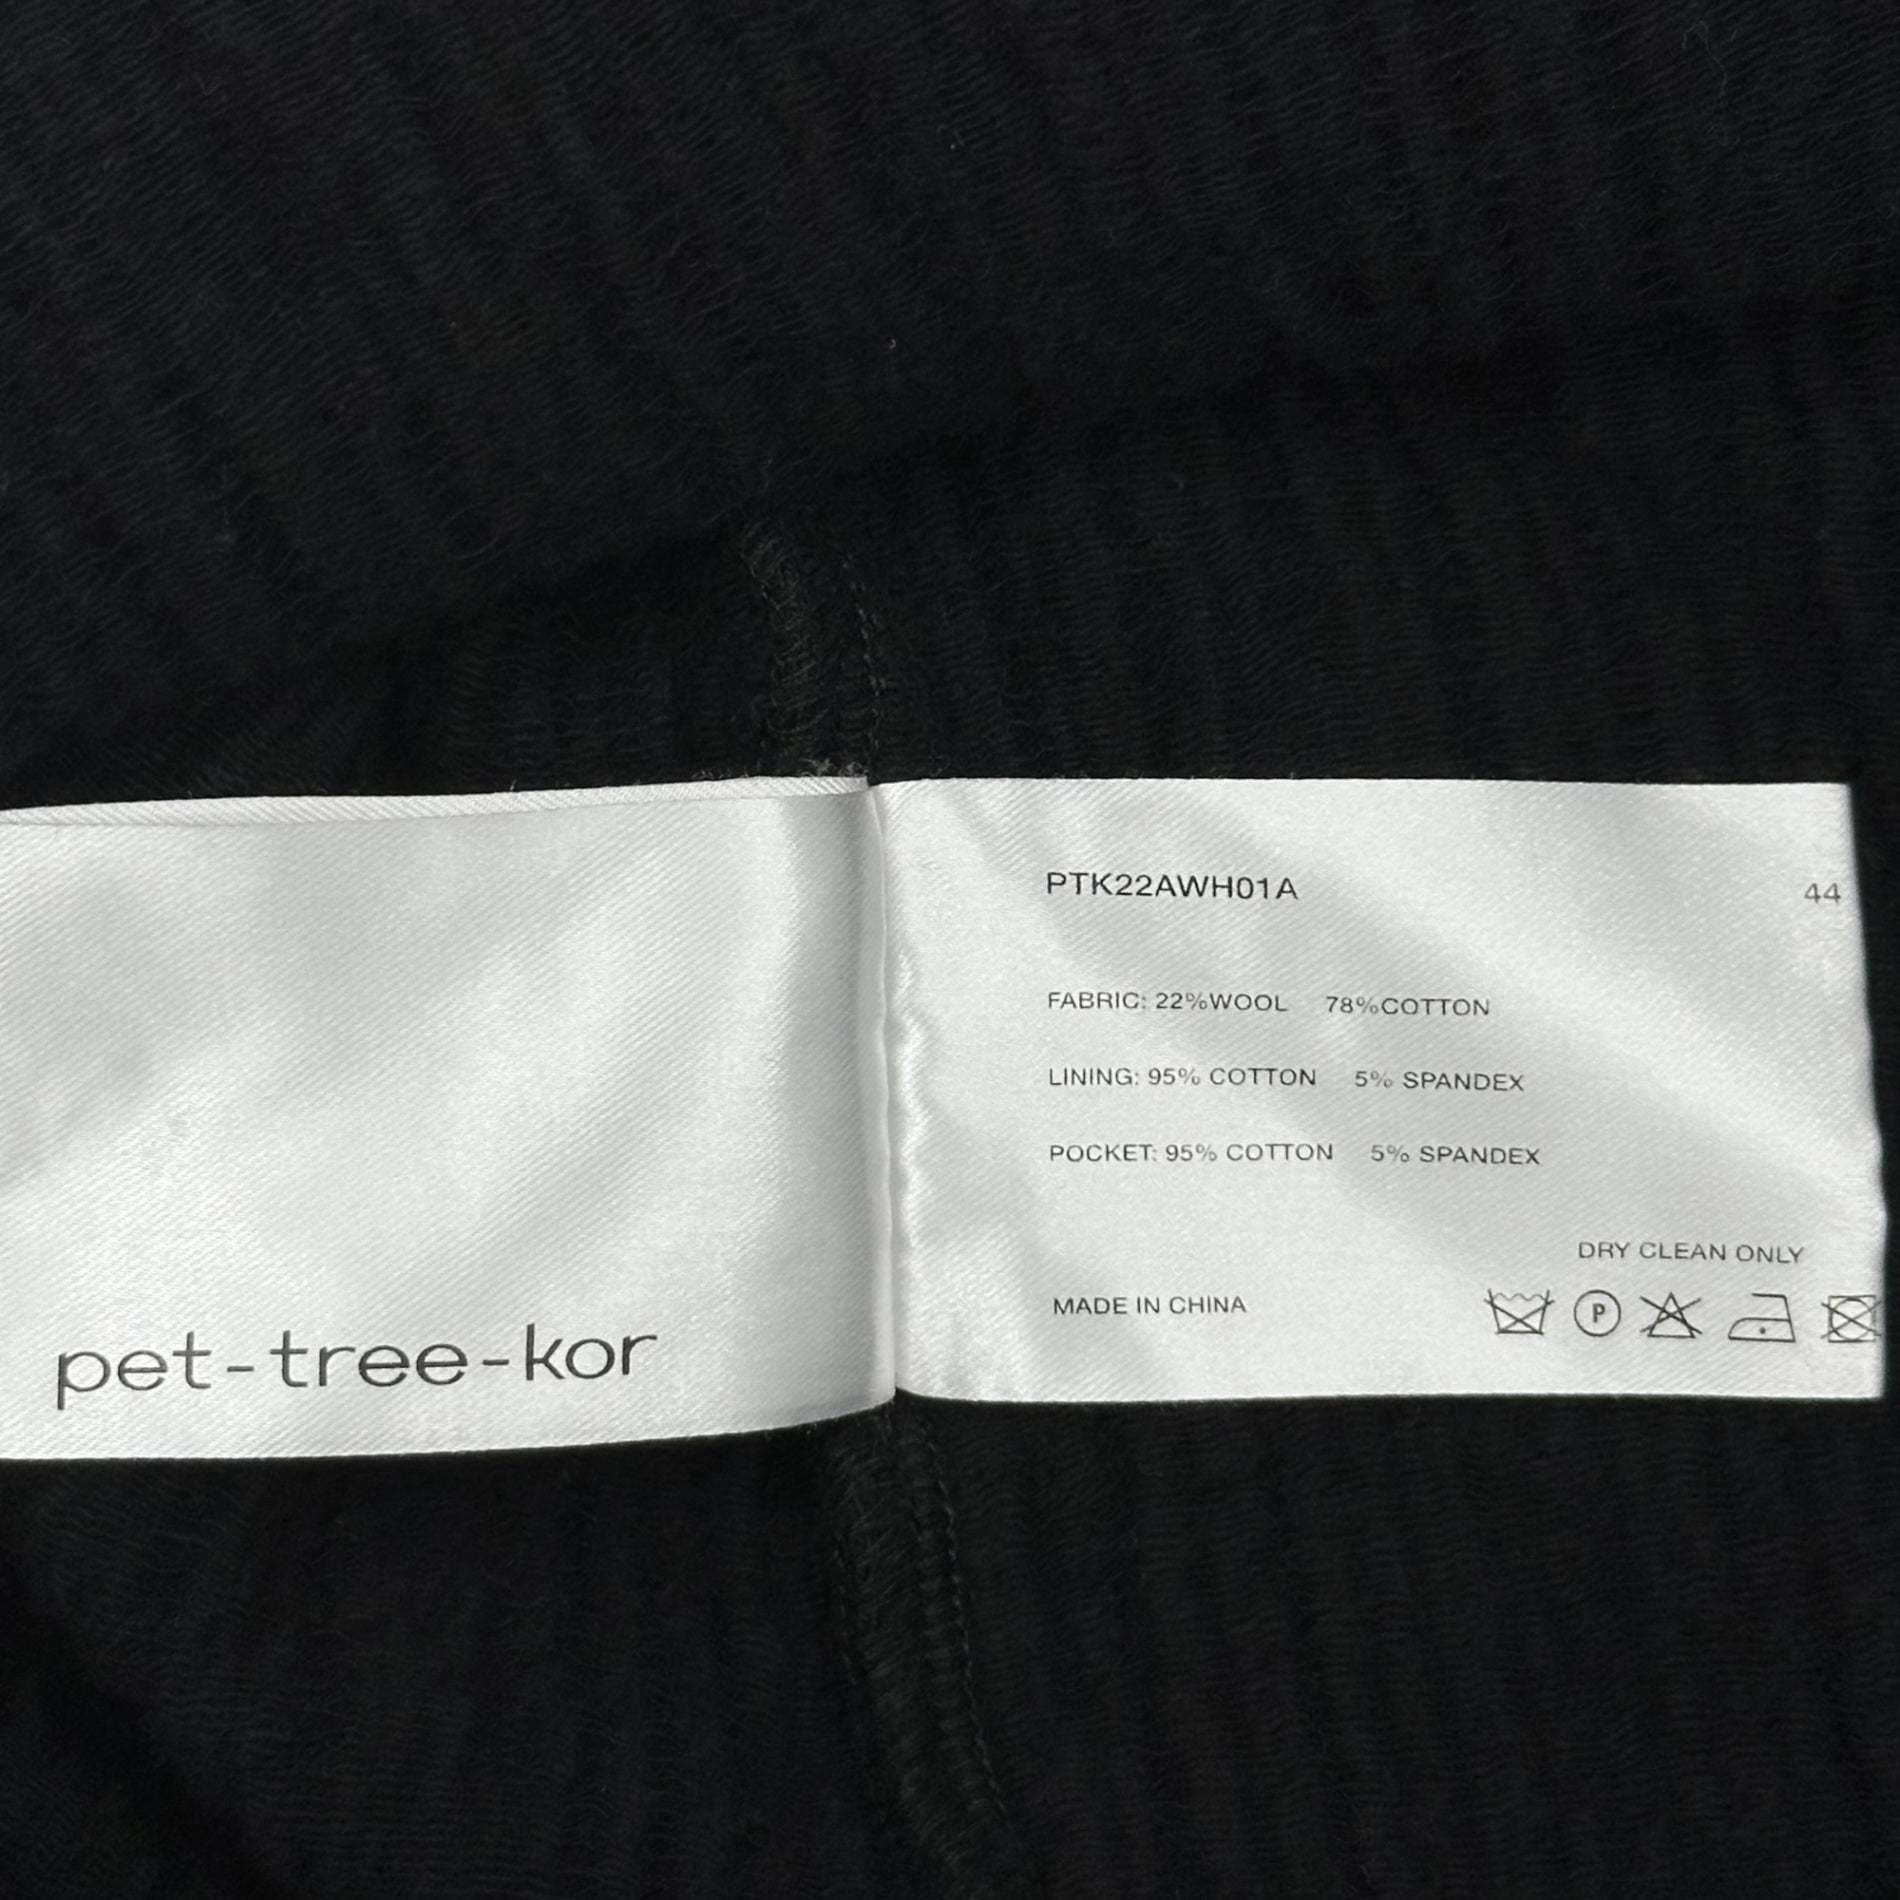 PTK22AWH01A 44
FABRIC: 22%WOOL 78%COTTON
LINING: 95% COTTON 5% SPANDEX
POCKET: 95% COTTON 5% SPANDEX
DRY CLEAN ONLY
MADE IN CHINA
P
pet-tree-kor